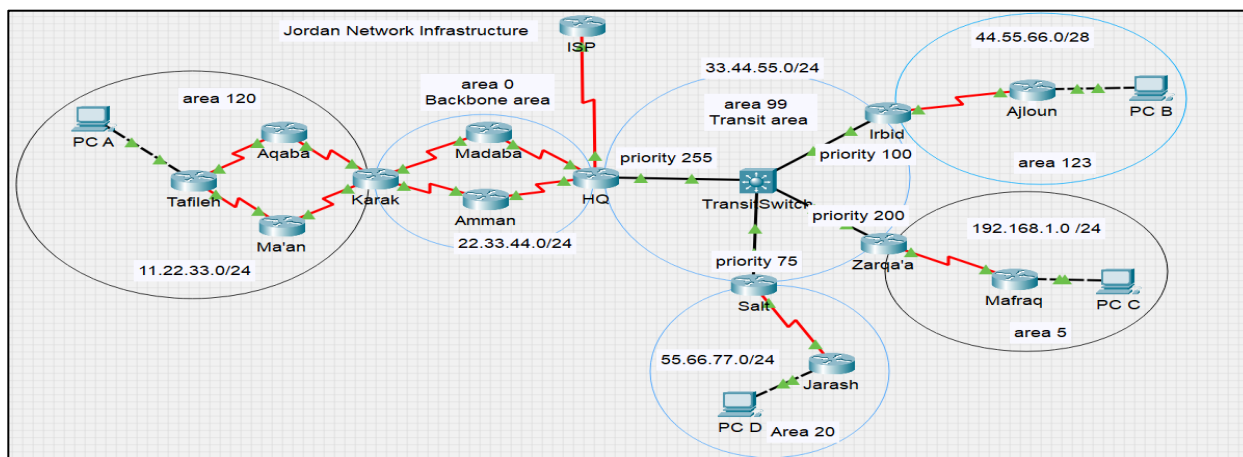 Jordan Network Infrastructure
ISP
44.55.66.0/28
area 0
Backbone area
33.44.55.0/24
area 120
area 99
Transit area
PC A
Aqaba
Madaba
Irbid
Ajloun
PC B
priority 255
priority 100
area 123
Tafileh
Karak
HQ
TransitSwitch
Amman
priority 200
Ma'an
22.33.44.0/24
192.168.1.0 /24
11.22.33.0/24
priority 75
Zarqa'a
Salt
Mafraq
PC C
area 5
55.66.77.0/24
Jarash
PC D
Area 20